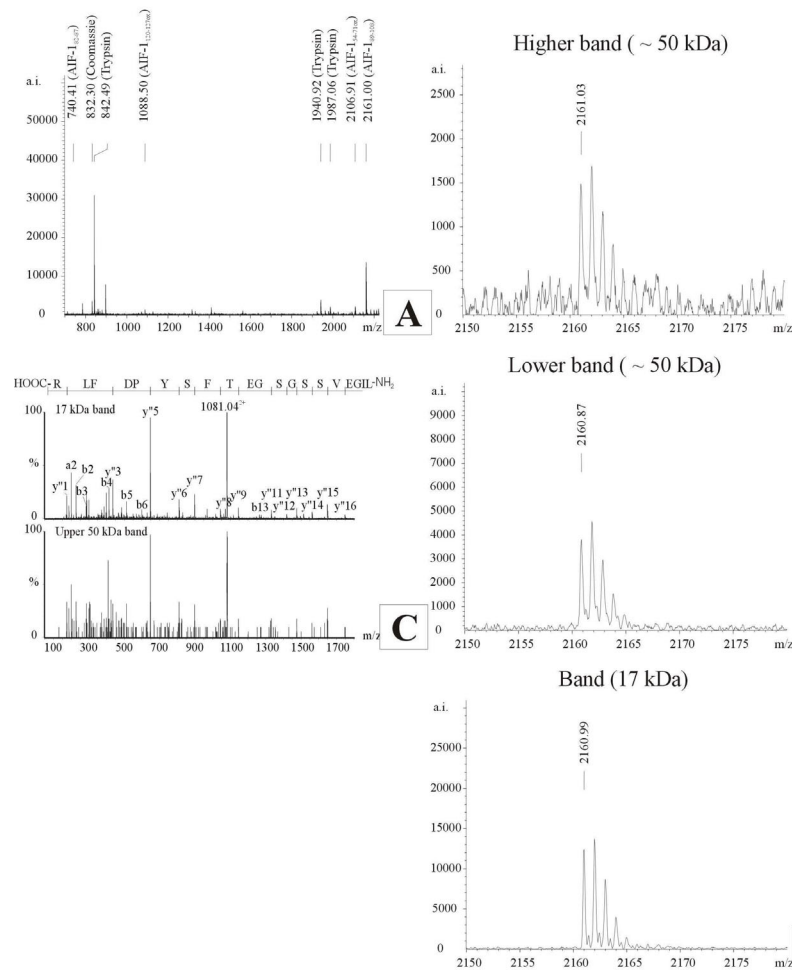 a.i.
740.41 (AIF-1 92-97)
832.30 (Coomassie)
842.49 (Trypsin)
1088.50 (AIF-1 120-127ox)
1940.92 (Trypsin)
1987.06 (Trypsin)
2106.91 (AIF-1 54-71ox)
2161.00 (AIF-1
50000
40000
30000
20000
10000
0
800 1000 1200 1400 1600 1800 2000 m/z
A
Higher band ( ~ 50 kDa)
a.i.
2161.03
2500
2000
1500
1000
500
0
2150 2155 2160 2165 2170 2175 m/z
HOOC- R LF DP Y S F T EG S G S S V EGIL-NH2
100
17 kDa band
1081.04²⁺
y"5
%
y"1 a2 b2 b3 b4 y"3 b5 b6 y"6 y"7 y"8 y"9 b13 y"11 y"12 y"13 y"14 y"15 y"16
0
100
Upper 50 kDa band
%
0
100 300 500 700 900 1100 1300 1500 1700 m/z
C
Lower band ( ~ 50 kDa)
a.i.
2160.87
9000
8000
7000
6000
5000
4000
3000
2000
1000
0
2150 2155 2160 2165 2170 2175 m/z
Band (17 kDa)
a.i.
2160.99
25000
20000
15000
10000
5000
0
2150 2155 2160 2165 2170 2175 m/z